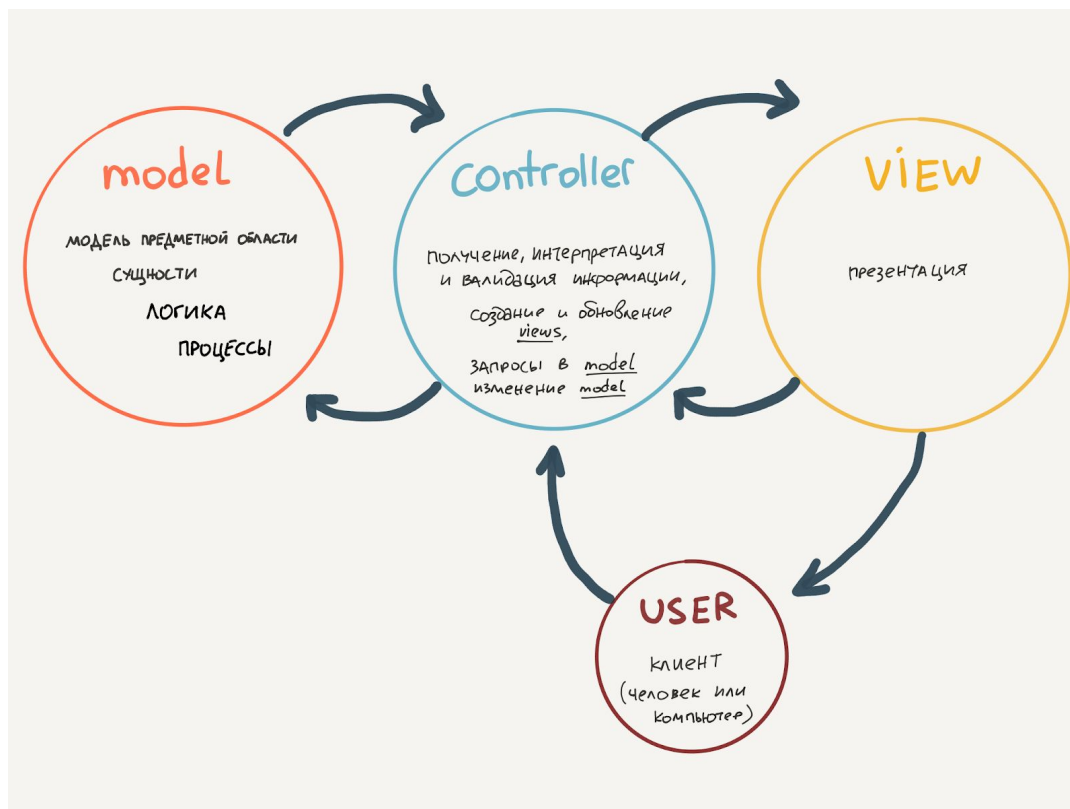 model
МОДЕЛЬ ПРЕДМЕТНОЙ ОБЛАСТИ
СУЩНОСТИ
ЛОГИКА
ПРОЦЕССЫ
Controller
ПОЛУЧЕНИЕ, ИНТЕРПРЕТАЦИЯ
И ВАЛИДАЦИЯ ИНФОРМАЦИИ,
СОЗДАНИЕ И ОБНОВЛЕНИЕ
views,
ЗАПРОСЫ В model
ИЗМЕНЕНИЕ model
ViEW
ПРЕЗЕНТАЦИЯ
USER
КЛИЕНТ
(ЧЕЛОВЕК ИЛИ
КОМПЬЮТЕР)